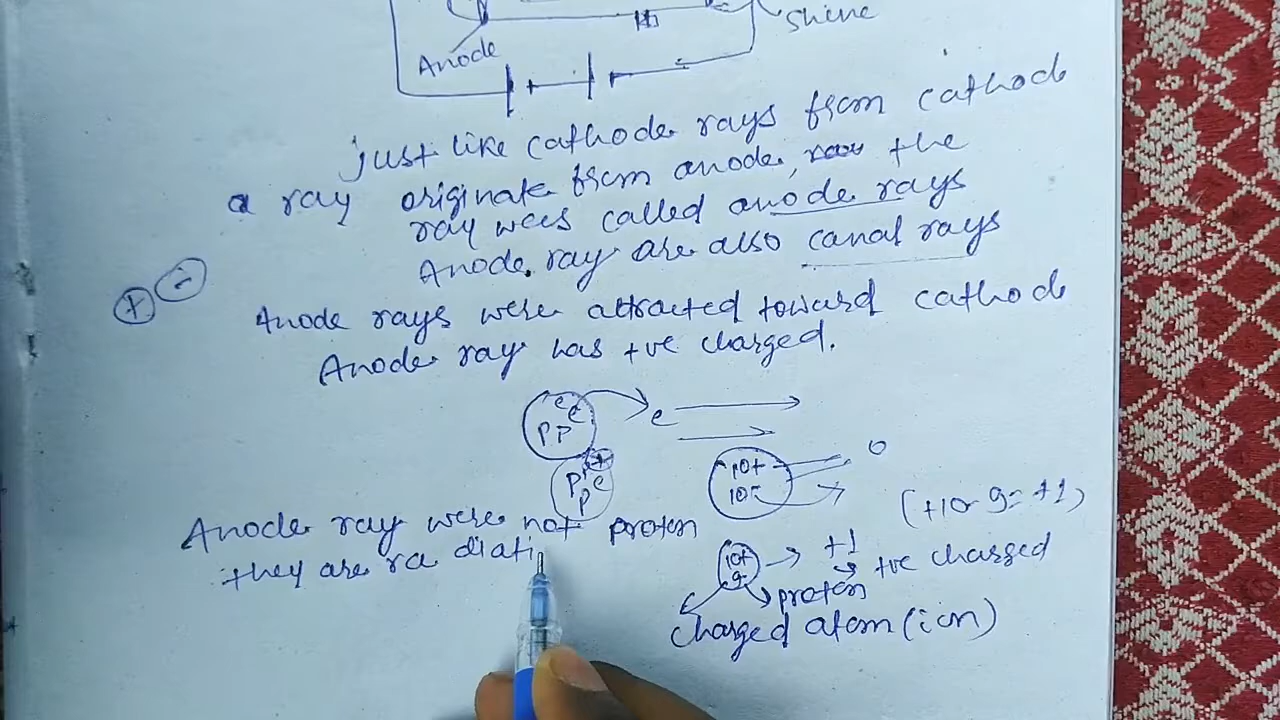 Anode
Shine
just like cathode rays from cathode
a ray originate from anode, the
ray was called anode rays
Anode ray are also canal rays
+ -
Anode rays were attracted toward cathode
Anode ray has +ve charged.
e e
P P
e
P e
P
+
10+
10-
0
(+10-9=+1)
Anode ray were not proton
they are radiati
10+
9-
+1
+ve charged
proton
charged atom (ion)